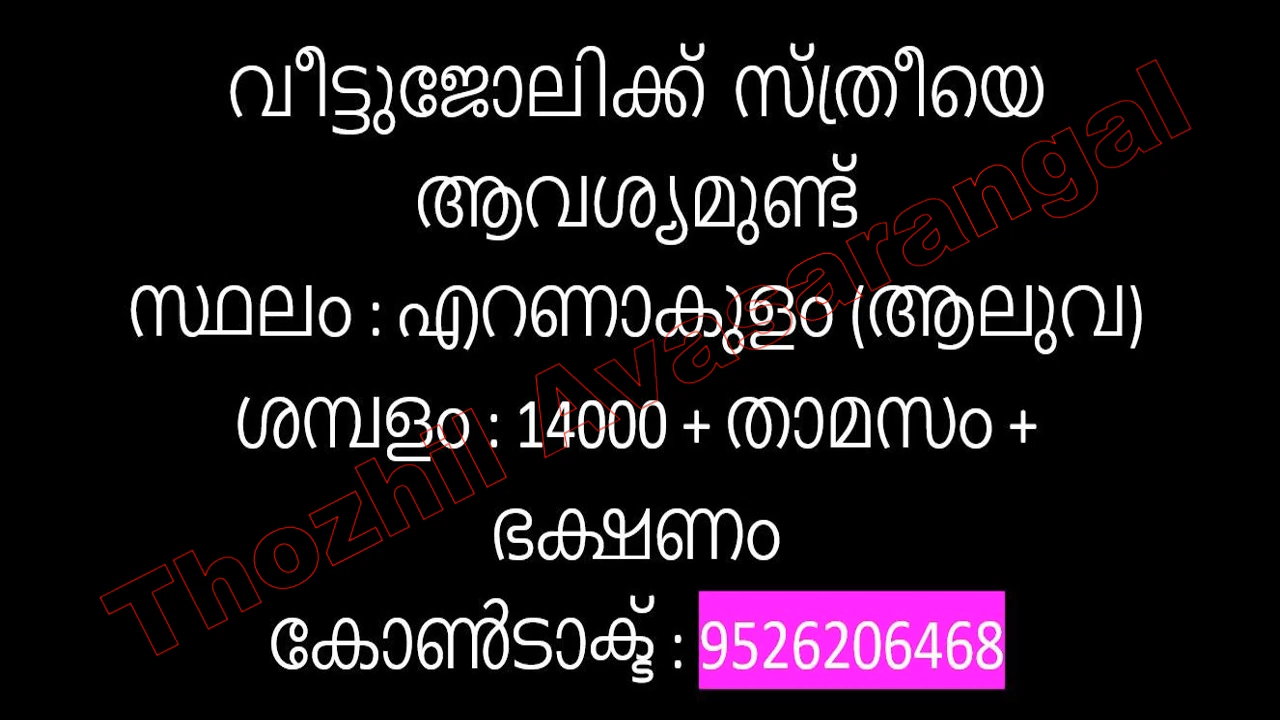 വീട്ടുജോലിക്ക് സ്ത്രീയെ
ആവശ്യമുണ്ട്
സ്ഥലം : എറണാകുളം (ആലുവ)
ശമ്പളം : 14000 + താമസം +
ഭക്ഷണം
കോൺടാക്ട് : 9526206468
Thozhil Avasarangal